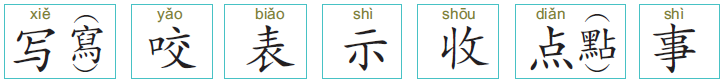 xiě yǎo biǎo shì shōu diǎn shì
写(寫) 咬 表 示 收 点(點) 事